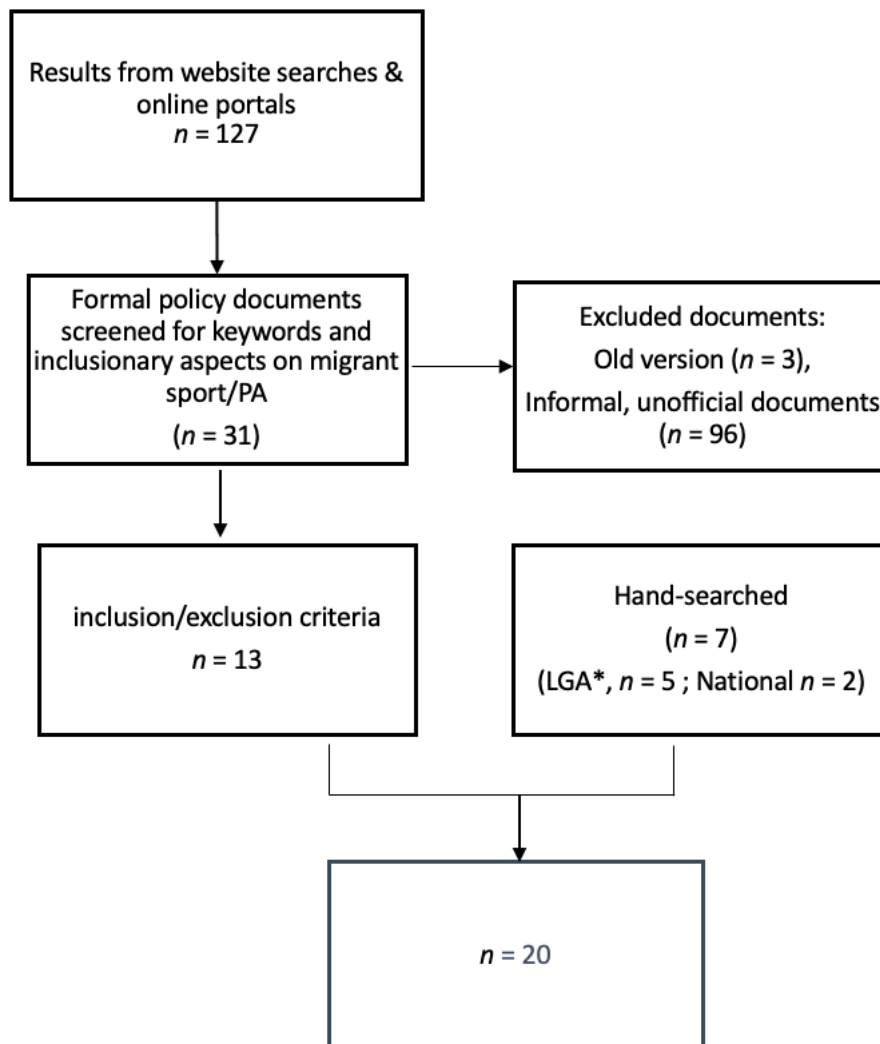 Results from website searches &
online portals
n = 127
Formal policy documents
screened for keywords and
inclusionary aspects on migrant
sport/PA
(n = 31)
Excluded documents:
Old version (n = 3),
Informal, unofficial documents
(n = 96)
inclusion/exclusion criteria
n = 13
Hand-searched
(n = 7)
(LGA*, n = 5 ; National n = 2)
n = 20